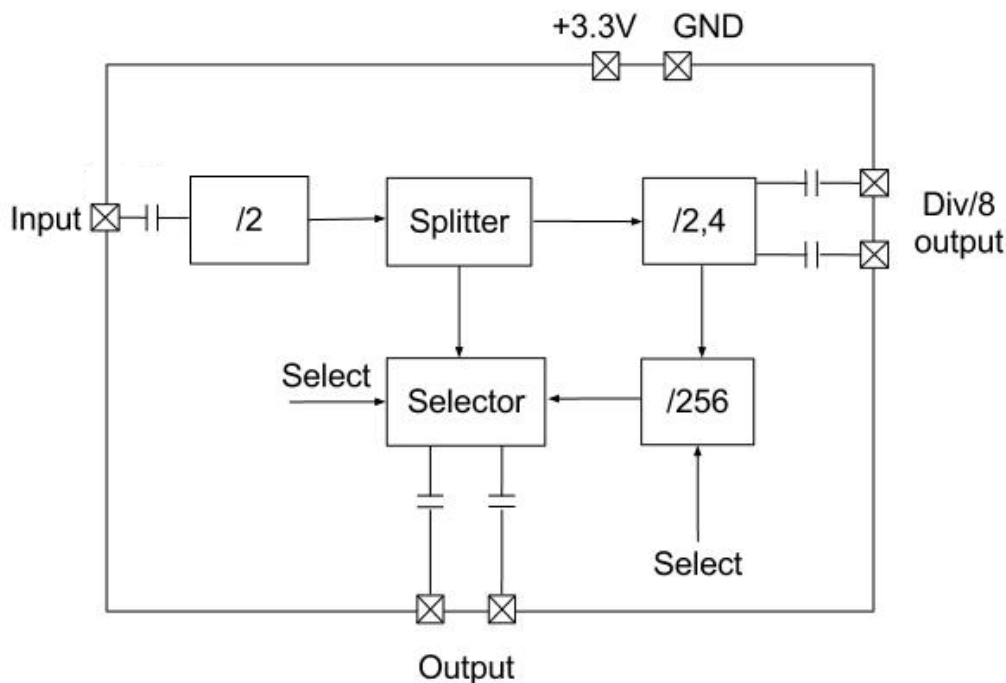 +3.3V GND
Input
/2
Splitter
/2,4
Div/8
output
Select
Selector
/256
Select
Output